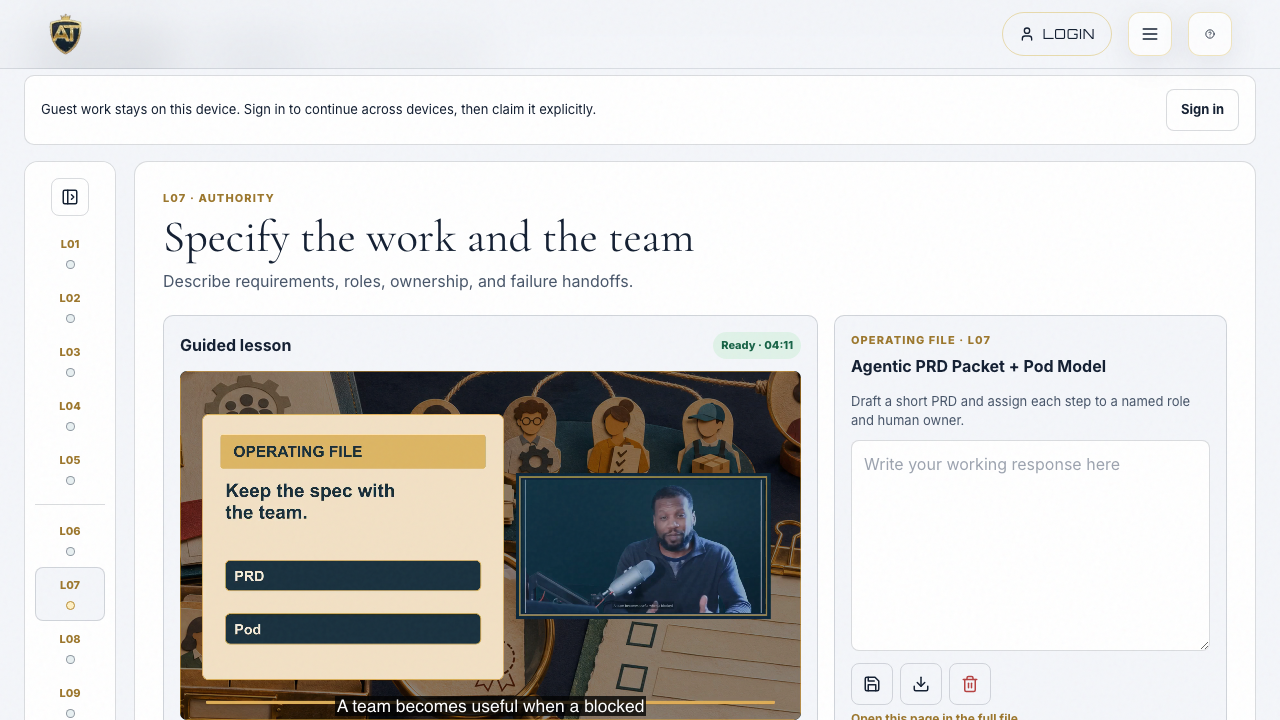 AT
LOGIN
Guest work stays on this device. Sign in to continue across devices, then claim it explicitly.
Sign in
L01
L02
L03
L04
L05
L06
L07
L08
L09
L07 · AUTHORITY
Specify the work and the team
Describe requirements, roles, ownership, and failure handoffs.
Guided lesson
Ready · 04:11
OPERATING FILE
Keep the spec with
the team.
PRD
Pod
A team becomes useful when a blocked
OPERATING FILE · L07
Agentic PRD Packet + Pod Model
Draft a short PRD and assign each step to a named role
and human owner.
Write your working response here
Open this page in the full file